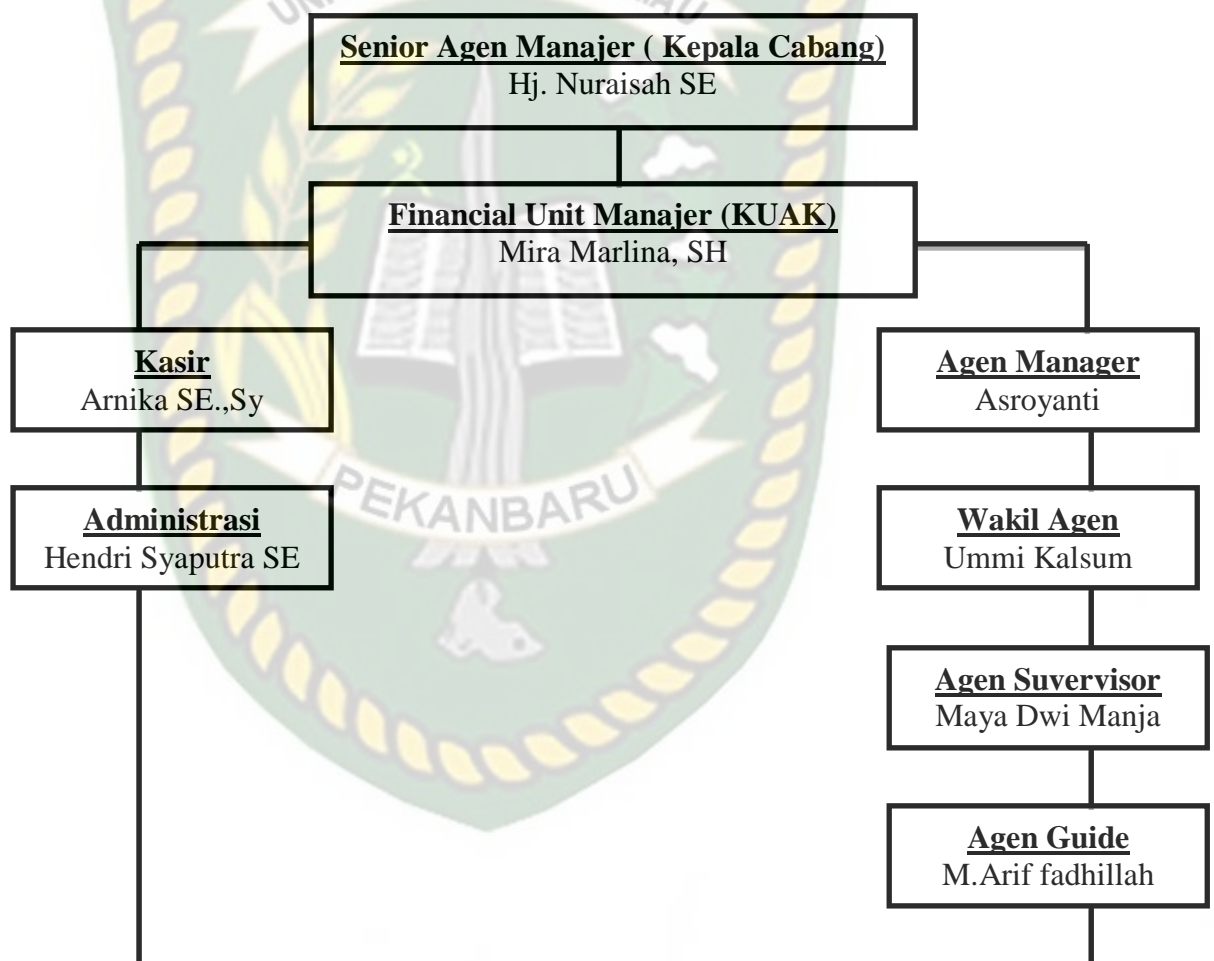 Senior Agen Manajer ( Kepala Cabang)
Hj. Nuraisah SE
Financial Unit Manajer (KUAK)
Mira Marlina, SH
Kasir
Arnika SE.,Sy
Agen Manager
Asroyanti
Administrasi
Hendri Syaputra SE
Wakil Agen
Ummi Kalsum
PEKANBARU
Agen Suvervisor
Maya Dwi Manja
Agen Guide
M.Arif fadhillah